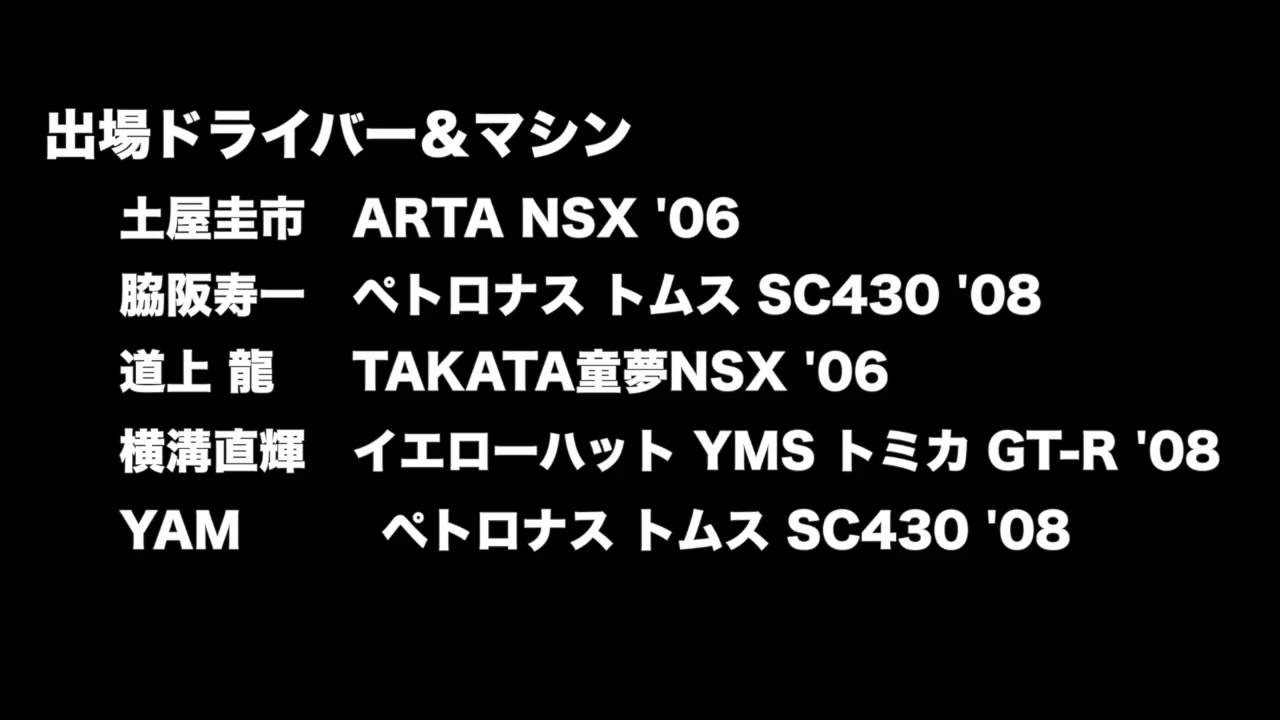 出場ドライバー&マシン
土屋圭市 ARTA NSX '06
脇阪寿一 ペトロナス トムス SC430 '08
道上 龍 TAKATA童夢NSX '06
横溝直輝 イエローハット YMS トミカ GT-R '08
YAM ペトロナス トムス SC430 '08